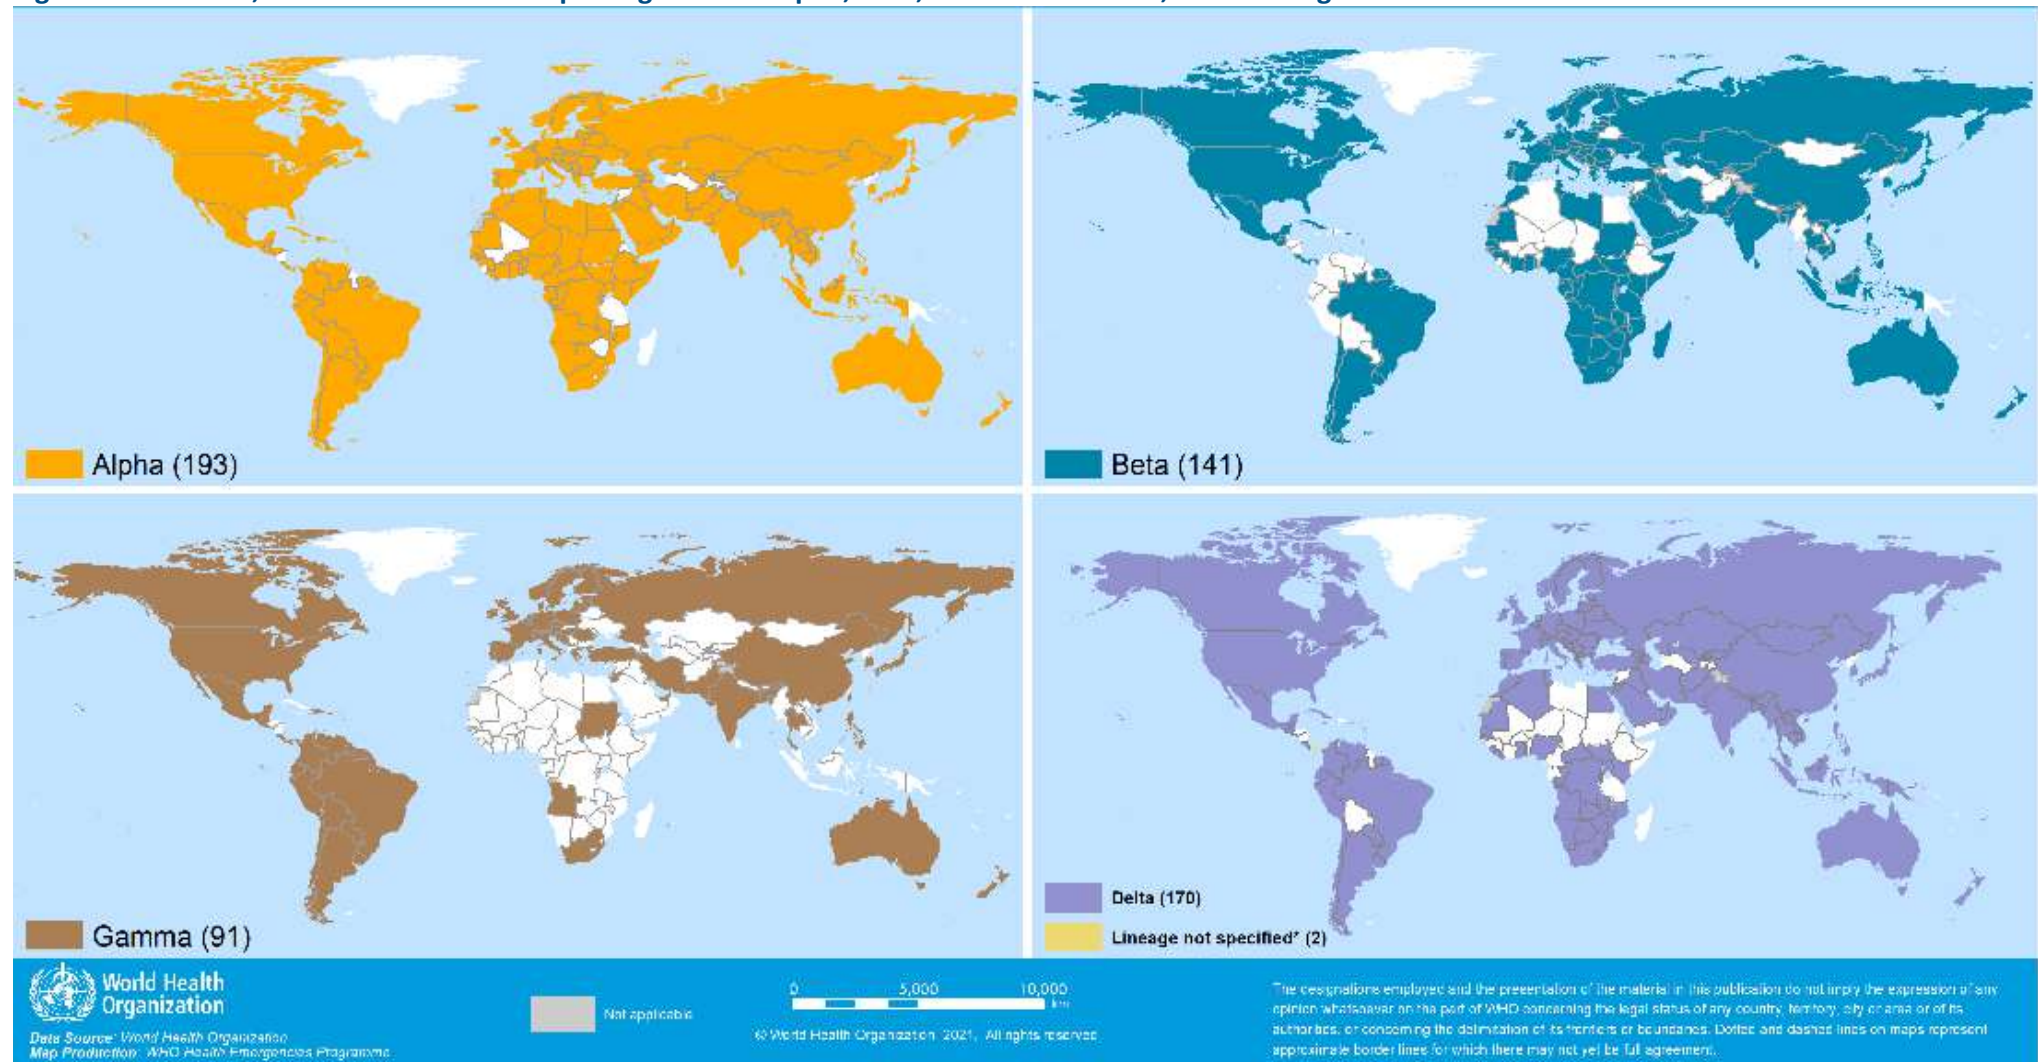 Alpha (193)
Beta (141)
Gamma (91)
Delta (170)
Lineage not specified* (2)
World Health
Organization
Data Source: World Health Organization
Map Production: WHO Health Emergencies Programme
Not applicable
0 5,000 10,000
km
© World Health Organization 2021, All rights reserved
The designations employed and the presentation of the material in this publication do not imply the expression of any
opinion whatsoever on the part of WHO concerning the legal status of any country, territory, city or area or of its
authorities, or concerning the delimitation of its frontiers or boundaries. Dotted and dashed lines on maps represent
approximate border lines for which there may not yet be full agreement.